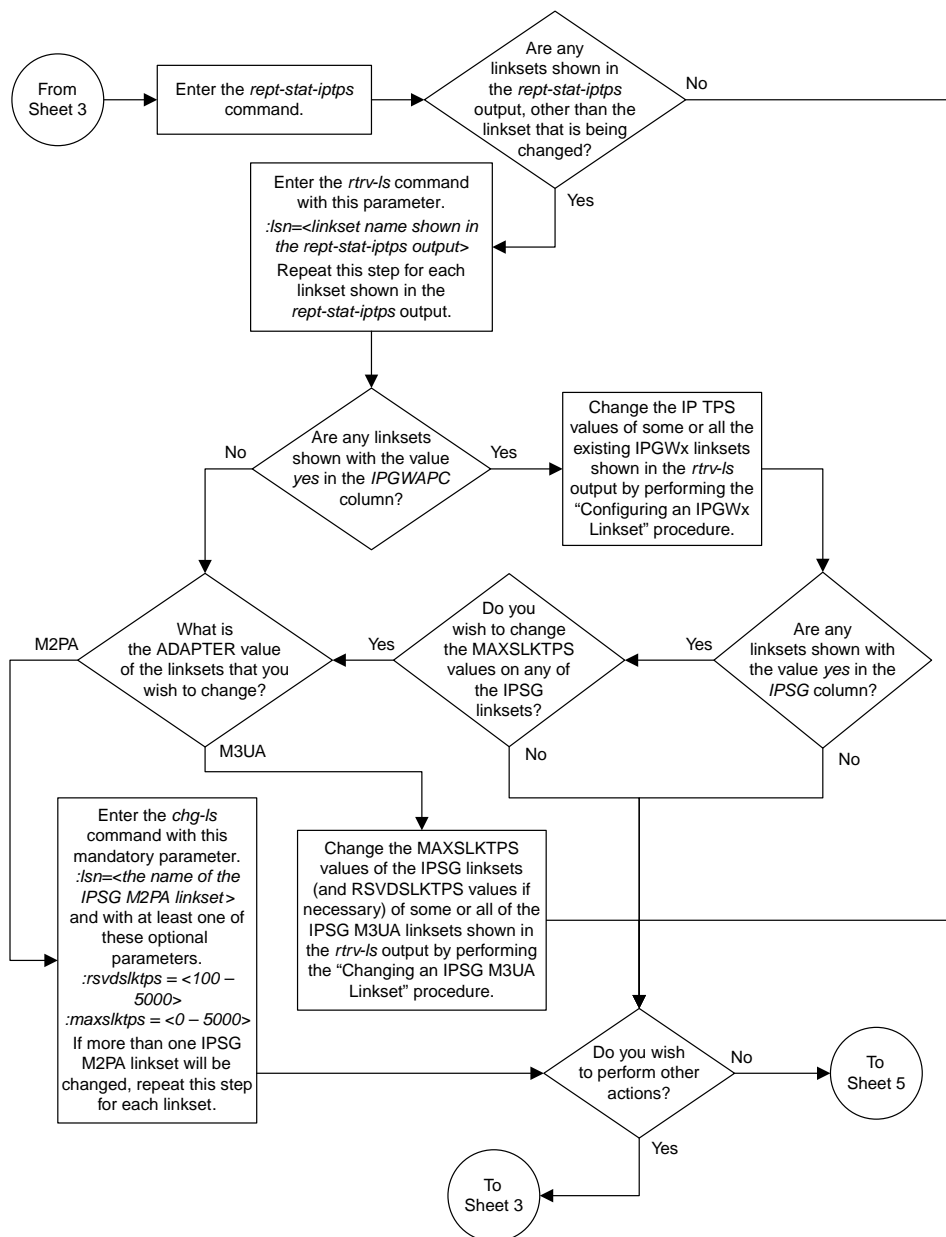 From
Sheet 3
Enter the rept-stat-iptps
command.
Are any
linksets shown in
the rept-stat-iptps
output, other than the
linkset that is being
changed?
No
Yes
Enter the rtrv-ls command
with this parameter.
:lsn=<linkset name shown in
the rept-stat-iptps output>
Repeat this step for each
linkset shown in the
rept-stat-iptps output.
Are any linksets
shown with the value
yes in the IPGWAPC
column?
No
Yes
Change the IP TPS
values of some or all the
existing IPGWx linksets
shown in the rtrv-ls
output by performing the
“Configuring an IPGWx
Linkset” procedure.
What is
the ADAPTER value
of the linksets that you
wish to change?
M2PA
M3UA
Yes
Do you
wish to change
the MAXSLKTPS
values on any of
the IPSG
linksets?
No
Yes
Are any
linksets shown with
the value yes in the
IPSG column?
No
Enter the chg-ls
command with this
mandatory parameter.
:lsn=<the name of the
IPSG M2PA linkset>
and with at least one of
these optional
parameters.
:rsvdslktps = <100 –
5000>
:maxslktps = <0 – 5000>
If more than one IPSG
M2PA linkset will be
changed, repeat this step
for each linkset.
Change the MAXSLKTPS
values of the IPSG linksets
(and RSVDSLKTPS values if
necessary) of some or all of the
IPSG M3UA linksets shown in
the rtrv-ls output by performing
the “Changing an IPSG M3UA
Linkset” procedure.
Do you wish
to perform other
actions?
No
To
Sheet 5
Yes
To
Sheet 3